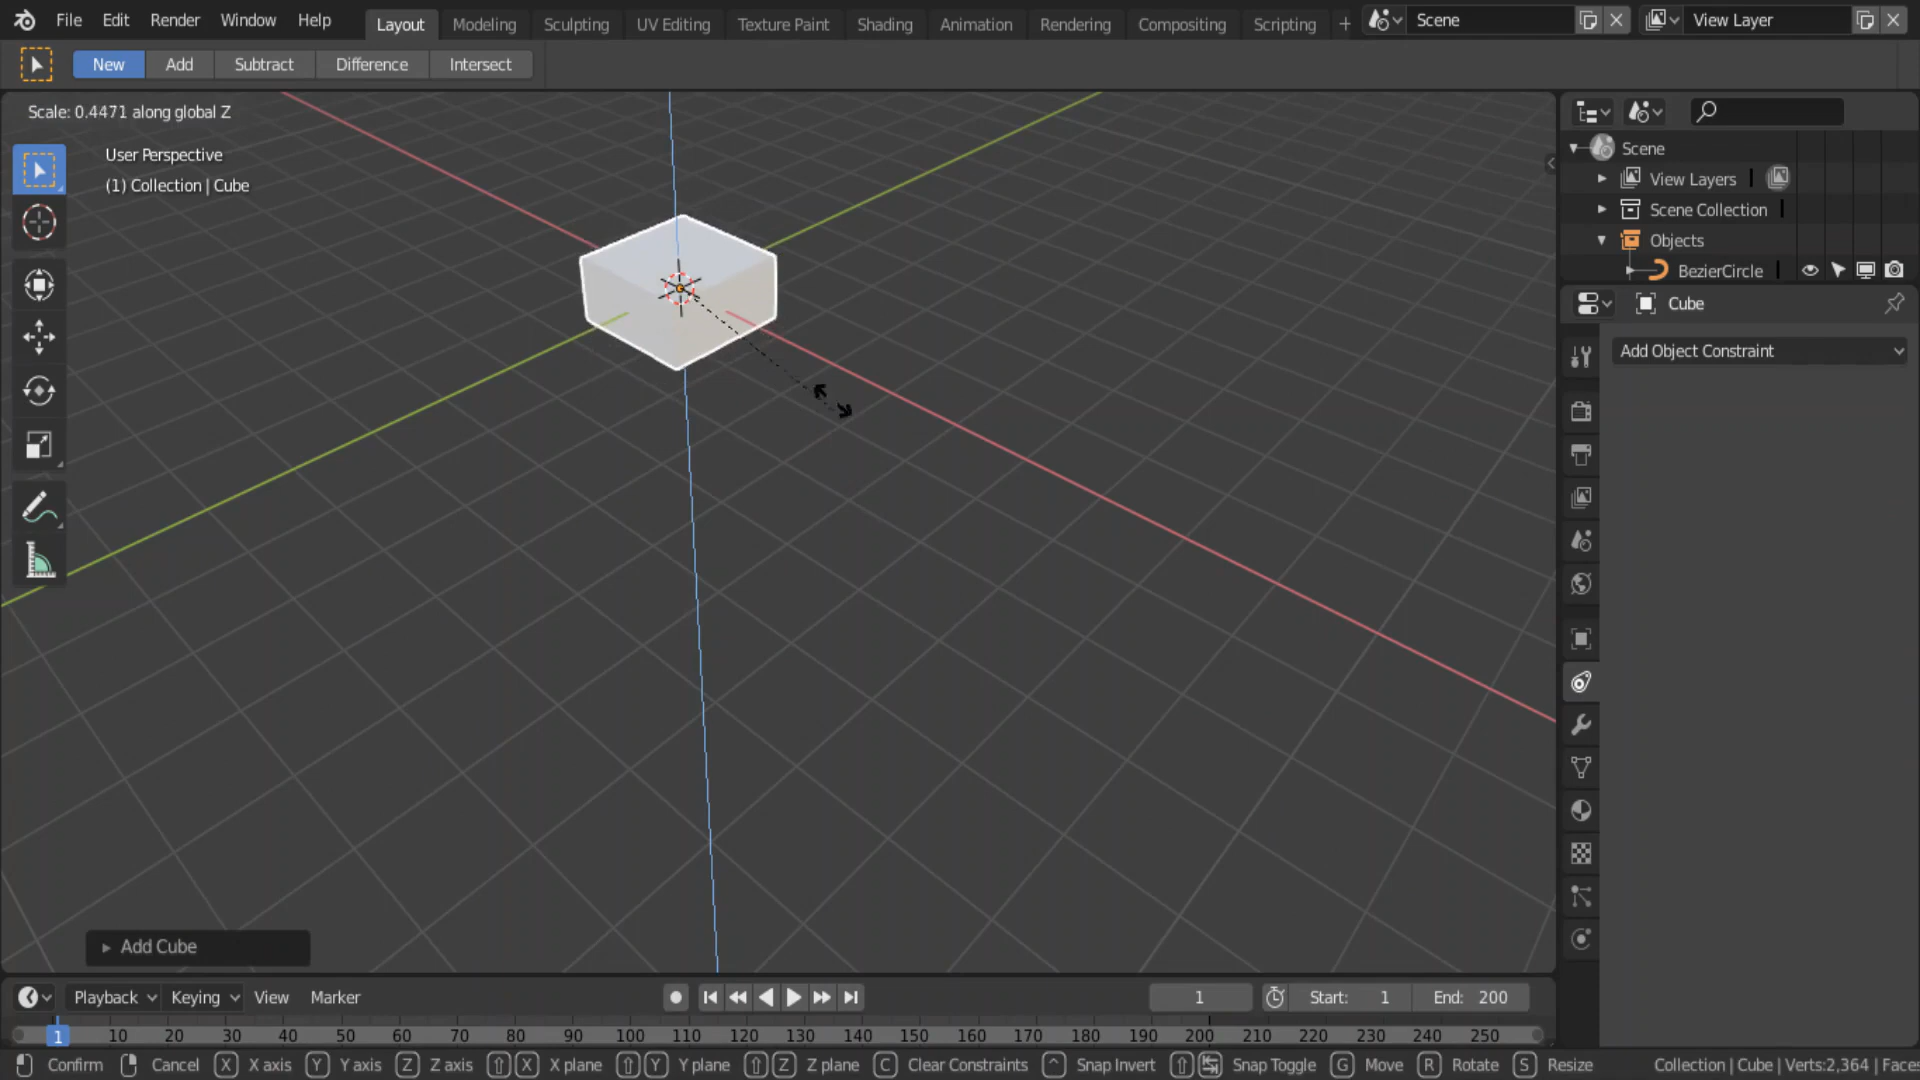 File Edit Render Window Help Layout Modeling Sculpting UV Editing Texture Paint Shading Animation Rendering Compositing Scripting + Scene View Layer
New Add Subtract Difference Intersect
Scale: 0.4471 along global Z
User Perspective
(1) Collection | Cube
Scene
View Layers
Scene Collection
Objects
BezierCircle
Cube
Add Object Constraint
Add Cube
Playback Keying View Marker 1 Start: 1 End: 200
1 10 20 30 40 50 60 70 80 90 100 110 120 130 140 150 160 170 180 190 200 210 220 230 240 250
Confirm Cancel X X axis Y Y axis Z Z axis X X plane Y Y plane Z Z plane C Clear Constraints Snap Invert Snap Toggle G Move R Rotate S Resize Collection | Cube | Verts:2,364 | Faces